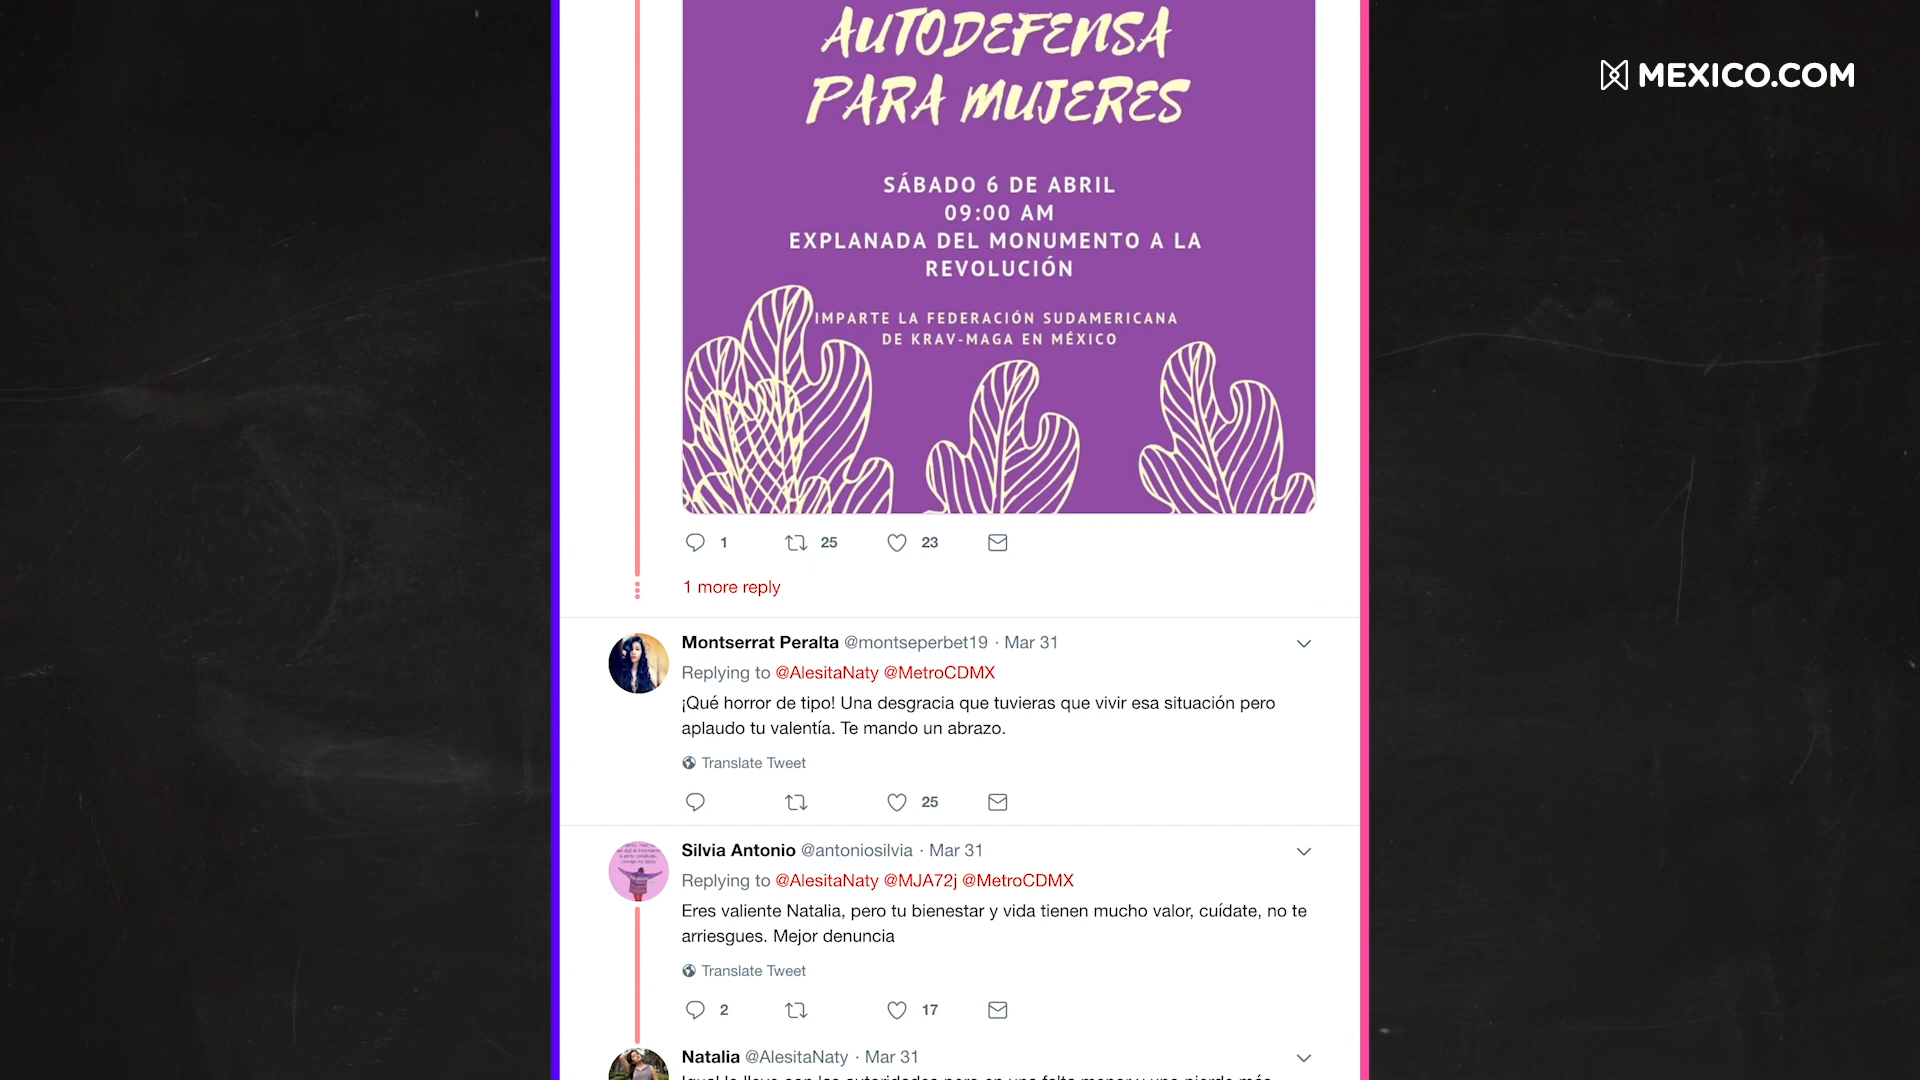 AUTODEFENSA
PARA MUJERES
MEXICO.COM
SÁBADO 6 DE ABRIL
09:00 AM
EXPLANADA DEL MONUMENTO A LA
REVOLUCIÓN
IMPARTE LA FEDERACIÓN SUDAMERICANA
DE KRAV-MAGA EN MÉXICO
1 25 23
1 more reply
Montserrat Peralta @montseperbet19 · Mar 31
Replying to @AlesitaNaty @MetroCDMX
¡Qué horror de tipo! Una desgracia que tuvieras que vivir esa situación pero
aplaudo tu valentía. Te mando un abrazo.
Translate Tweet
25
Silvia Antonio @antoniosilvia · Mar 31
Replying to @AlesitaNaty @MJA72j @MetroCDMX
Eres valiente Natalia, pero tu bienestar y vida tienen mucho valor, cuídate, no te
arriesgues. Mejor denuncia
Translate Tweet
2 17
Natalia @AlesitaNaty · Mar 31